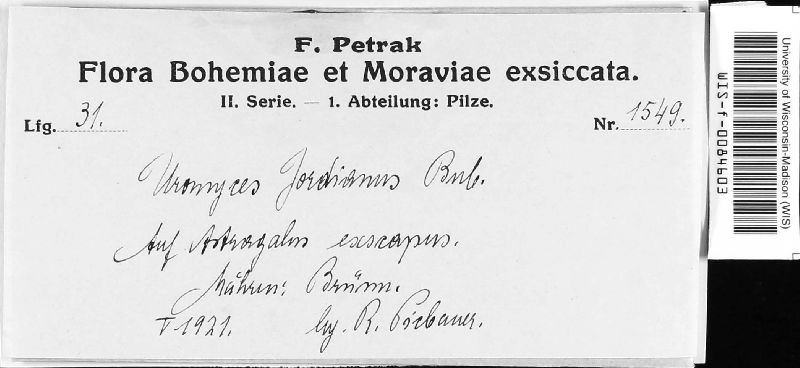 F. Petrak
Flora Bohemiae et Moraviae exsiccata.
II. Serie. — 1. Abteilung: Pilze.
Lfg. 31.
Nr. 1549.
Uromyces Jordianus Bub.
Auf Astragalus exscapus.
Mähren: Brünn.
V 1921. leg. R. Picbauer.
University of Wisconsin-Madison (WIS)
WIS-f-0084603